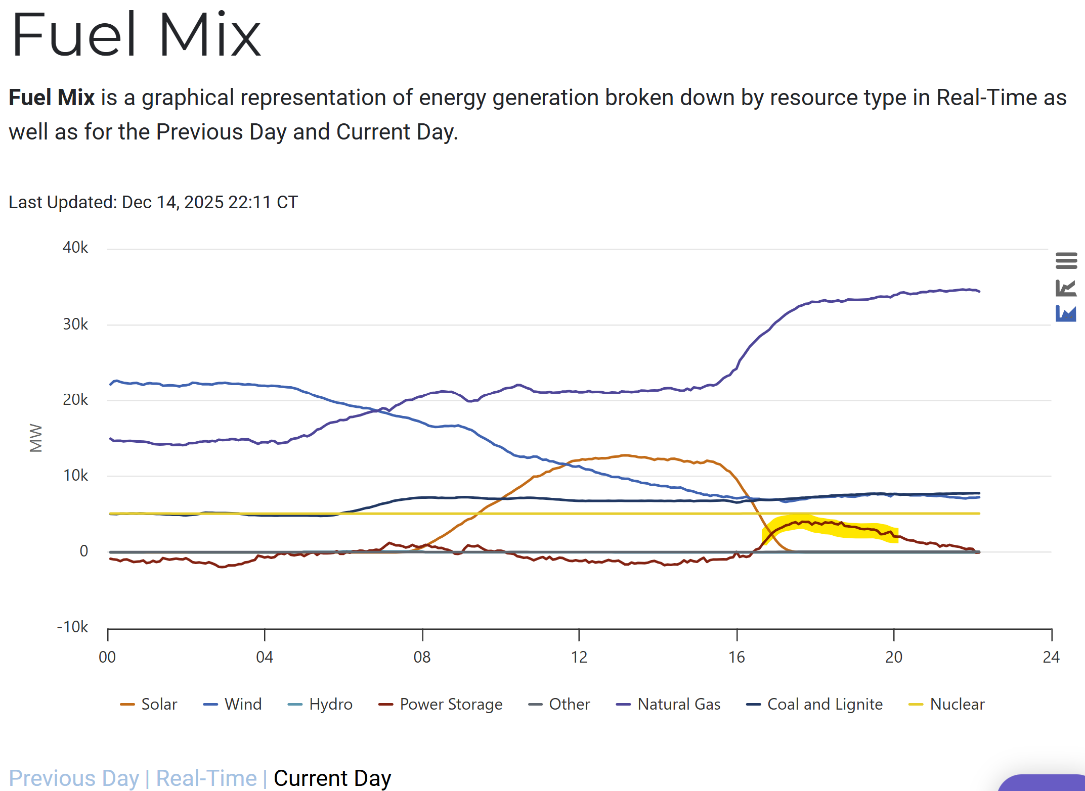 Fuel Mix
Fuel Mix is a graphical representation of energy generation broken down by resource type in Real-Time as
well as for the Previous Day and Current Day.
Last Updated: Dec 14, 2025 22:11 CT
40k
30k
20k
10k
0
-10k
MW
00 04 08 12 16 20 24
Solar Wind Hydro Power Storage Other Natural Gas Coal and Lignite Nuclear
Previous Day | Real-Time | Current Day